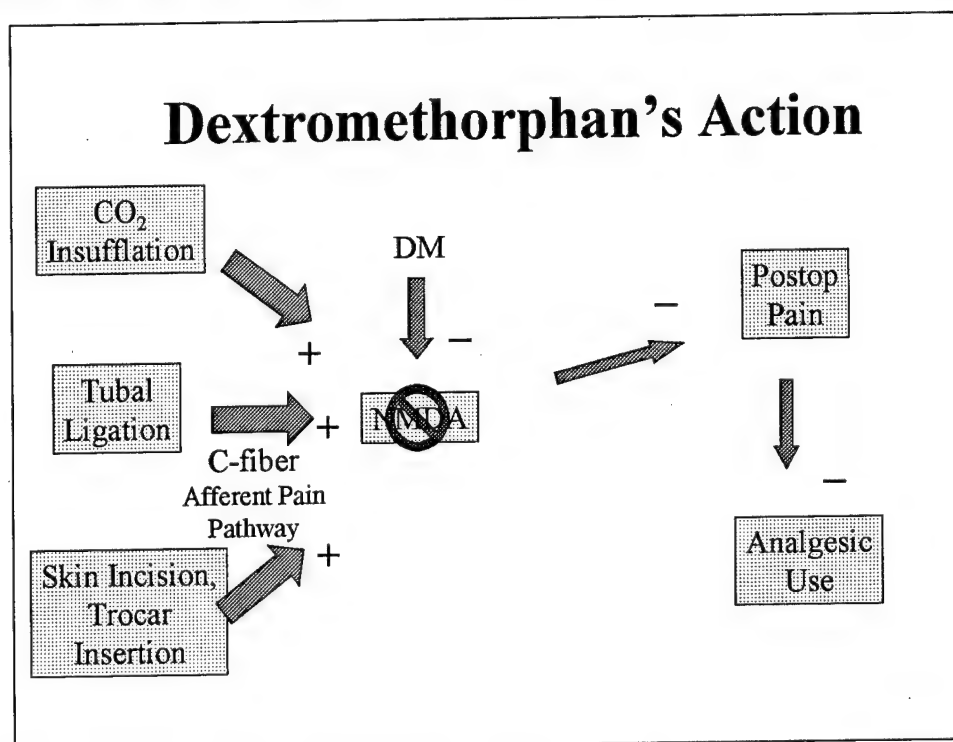 Dextromethorphan's Action
CO₂
Insufflation
DM
−
+
Tubal
Ligation
+
NMDA
C-fiber
Afferent Pain
Pathway
+
Skin Incision,
Trocar
Insertion
−
Postop
Pain
−
Analgesic
Use